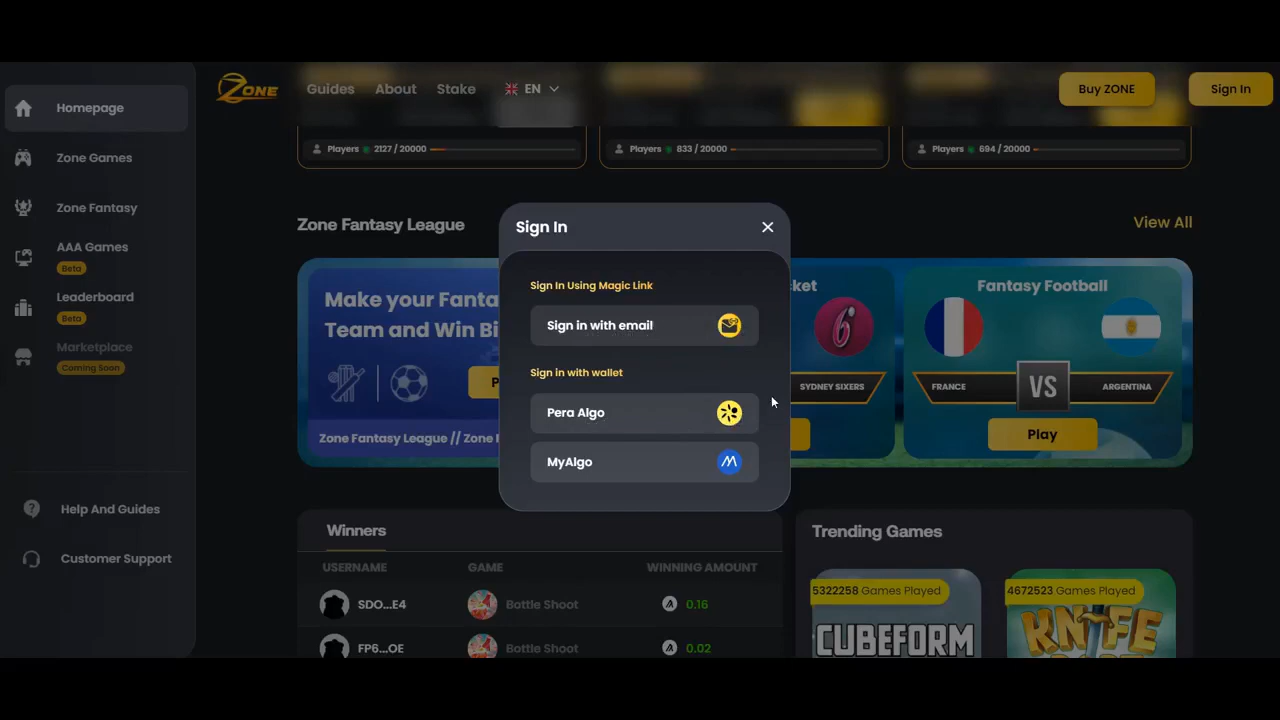 Homepage
Zone Games
Zone Fantasy
AAA Games
Beta
Leaderboard
Beta
Marketplace
Coming Soon
Help And Guides
Customer Support
ZONE
Guides
About
Stake
EN
Buy ZONE
Sign In
Players 2127 / 20000
Players 833 / 20000
Players 694 / 20000
Zone Fantasy League
View All
Make your Fanta
Team and Win Bi
P
Zone Fantasy League // Zone
Sign In
Sign In Using Magic Link
Sign in with email
Sign in with wallet
Pera Algo
MyAlgo
ket
SYDNEY SIXERS
Fantasy Football
FRANCE
VS
ARGENTINA
Play
Winners
USERNAME GAME WINNING AMOUNT
SDO...E4 Bottle Shoot 0.16
FP6...OE Bottle Shoot 0.02
Trending Games
5322258 Games Played
CUBEFORM
4672523 Games Played
KNIFE